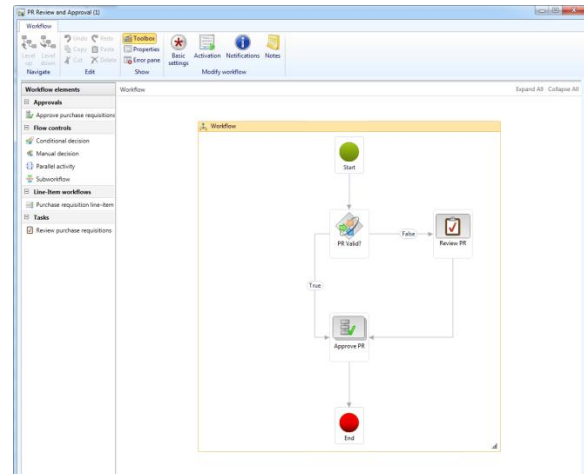 PR Review and Approval (1)
Workflow
Level up
Level down
Navigate
Undo
Copy
Cut
Paste
Delete
Edit
Toolbox
Properties
Error pane
Show
Basic settings
Activation
Notifications
Notes
Modify workflow
Workflow elements
Approvals
Approve purchase requisitions
Flow controls
Conditional decision
Manual decision
Parallel activity
Subworkflow
Line-Item workflows
Purchase requisition line-item
Tasks
Review purchase requisitions
Workflow
Expand All
Collapse All
Workflow
Start
PR Valid?
False
Review PR
True
Approve PR
End